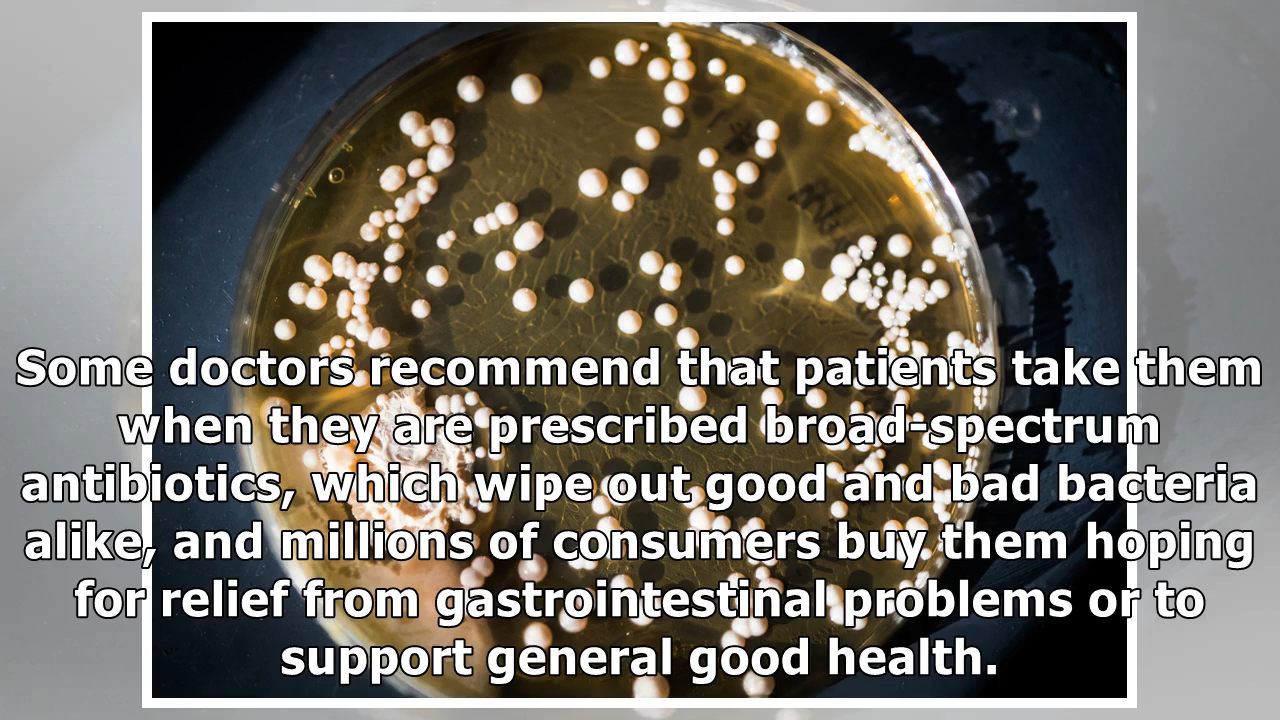 Some doctors recommend that patients take them
when they are prescribed broad-spectrum
antibiotics, which wipe out good and bad bacteria
alike, and millions of consumers buy them hoping
for relief from gastrointestinal problems or to
support general good health.